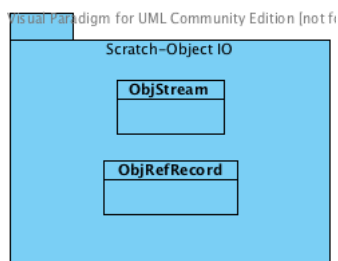 Visual Paradigm for UML Community Edition [not f
Scratch-Object IO
ObjStream
ObjRefRecord